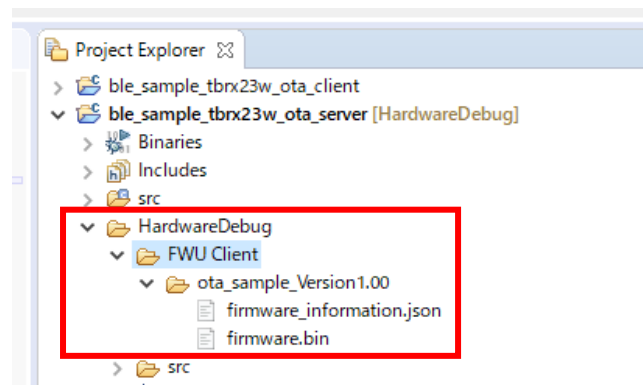 Project Explorer
ble_sample_tbrx23w_ota_client
ble_sample_tbrx23w_ota_server [HardwareDebug]
Binaries
Includes
src
HardwareDebug
FWU Client
ota_sample_Version1.00
firmware_information.json
firmware.bin
src